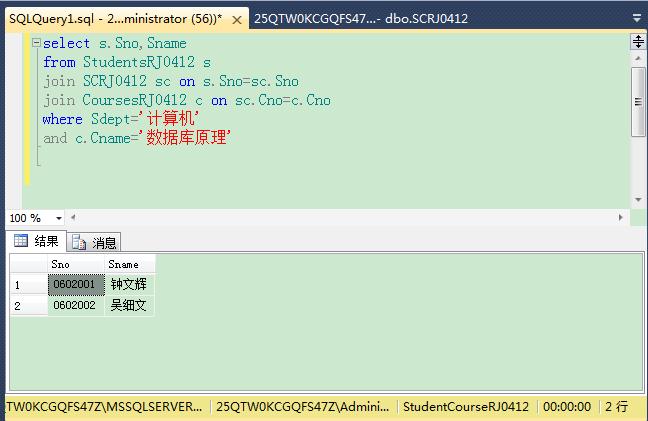 SQLQuery1.sql - 2...ministrator (56))* 25QTW0KCGQFS47...- dbo.SCRJ0412
select s.Sno,Sname
from StudentsRJ0412 s
join SCRJ0412 sc on s.Sno=sc.Sno
join CoursesRJ0412 c on sc.Cno=c.Cno
where Sdept='计算机'
and c.Cname='数据库原理'
100 %
结果 消息
Sno Sname
1 0602001 钟文辉
2 0602002 吴细文
QTW0KCGQFS47Z\MSSQLSERVER... 25QTW0KCGQFS47Z\Admini... StudentCourseRJ0412 00:00:00 2 行